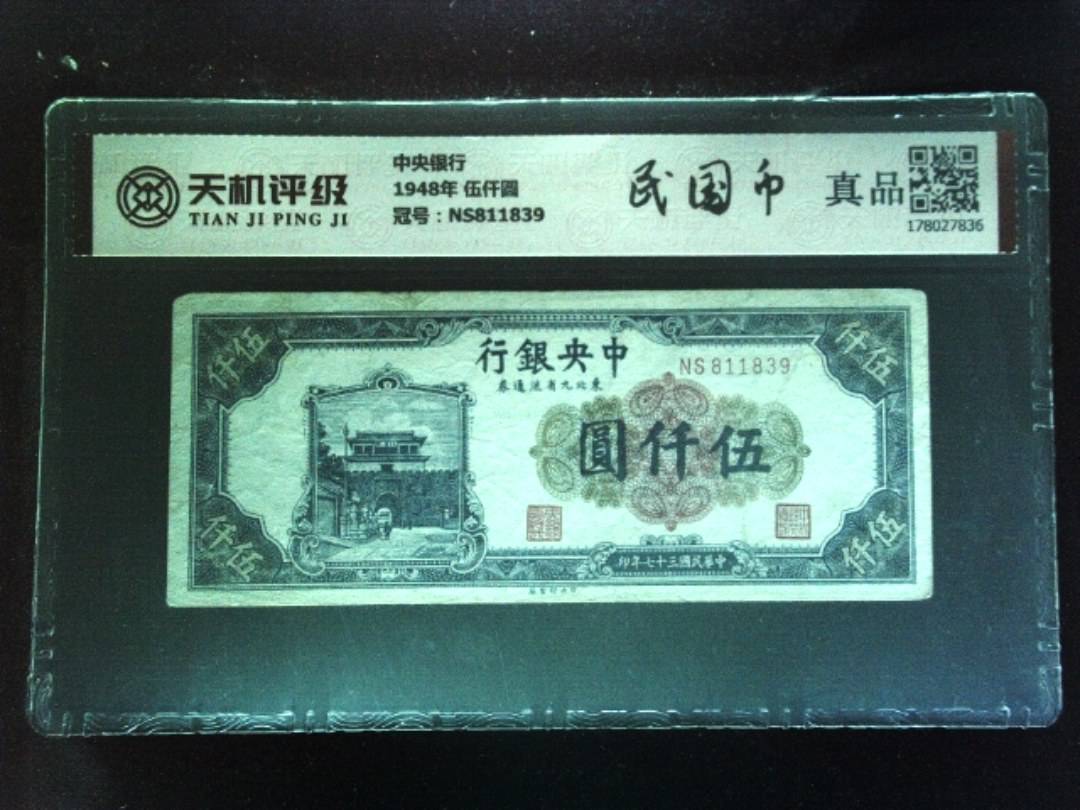 天机评级
TIAN JI PING JI
中央银行
1948年 伍仟圆
冠号：NS811839
民国币
真品
178027836
伍仟
伍仟
中央銀行
NS811839
東北九省流通券
伍仟圓
伍仟
伍仟
中華民國三十七年印